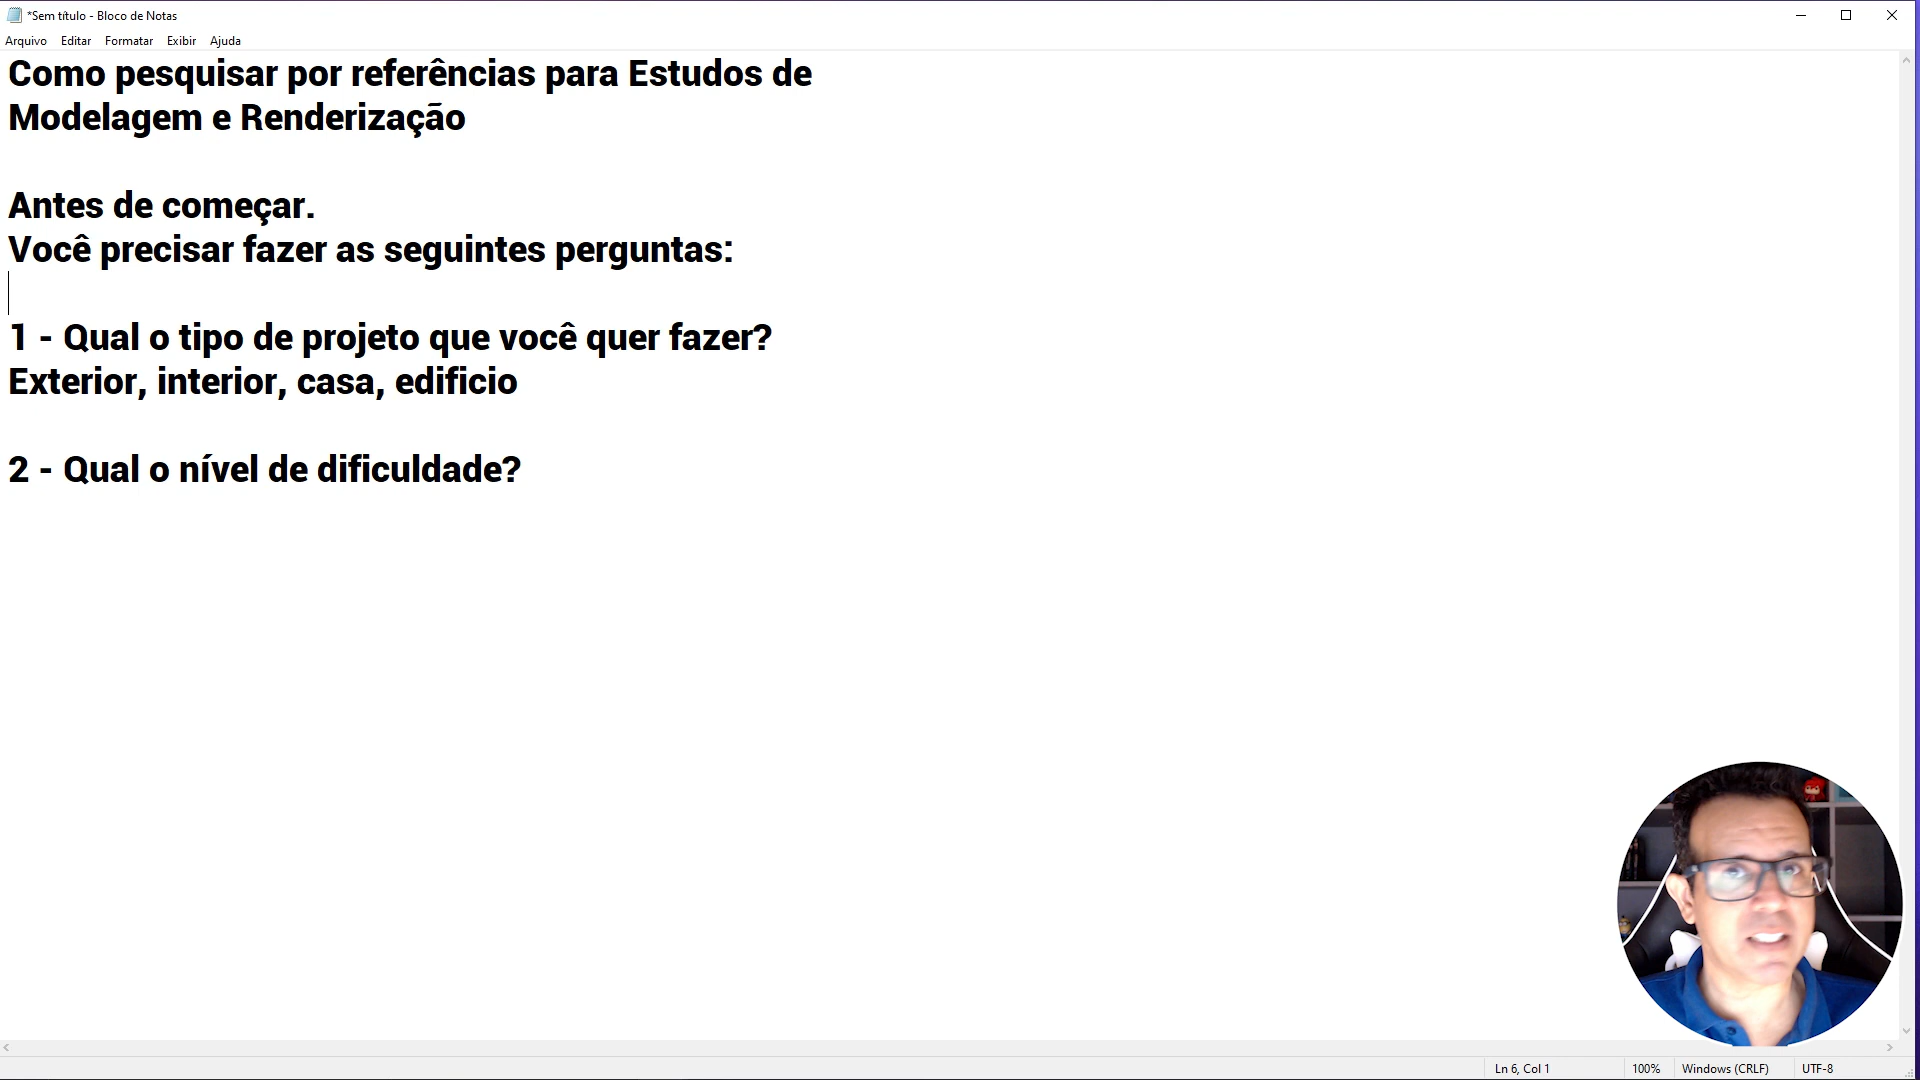 *Sem título - Bloco de Notas
Arquivo Editar Formatar Exibir Ajuda
Como pesquisar por referências para Estudos de
Modelagem e Renderização
Antes de começar.
Você precisar fazer as seguintes perguntas:
1 - Qual o tipo de projeto que você quer fazer?
Exterior, interior, casa, edificio
2 - Qual o nível de dificuldade?
Ln 6, Col 1 100% Windows (CRLF) UTF-8